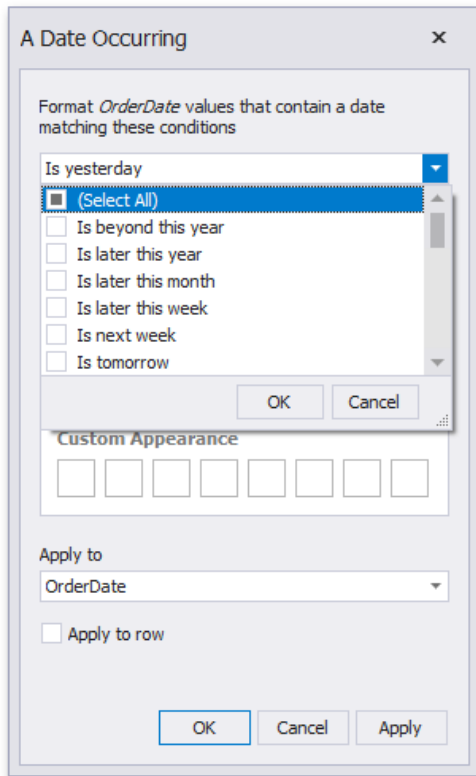 A Date Occurring
Format OrderDate values that contain a date
matching these conditions
Is yesterday
(Select All)
Is beyond this year
Is later this year
Is later this month
Is later this week
Is next week
Is tomorrow
OK Cancel
Custom Appearance
Apply to
OrderDate
Apply to row
OK Cancel Apply